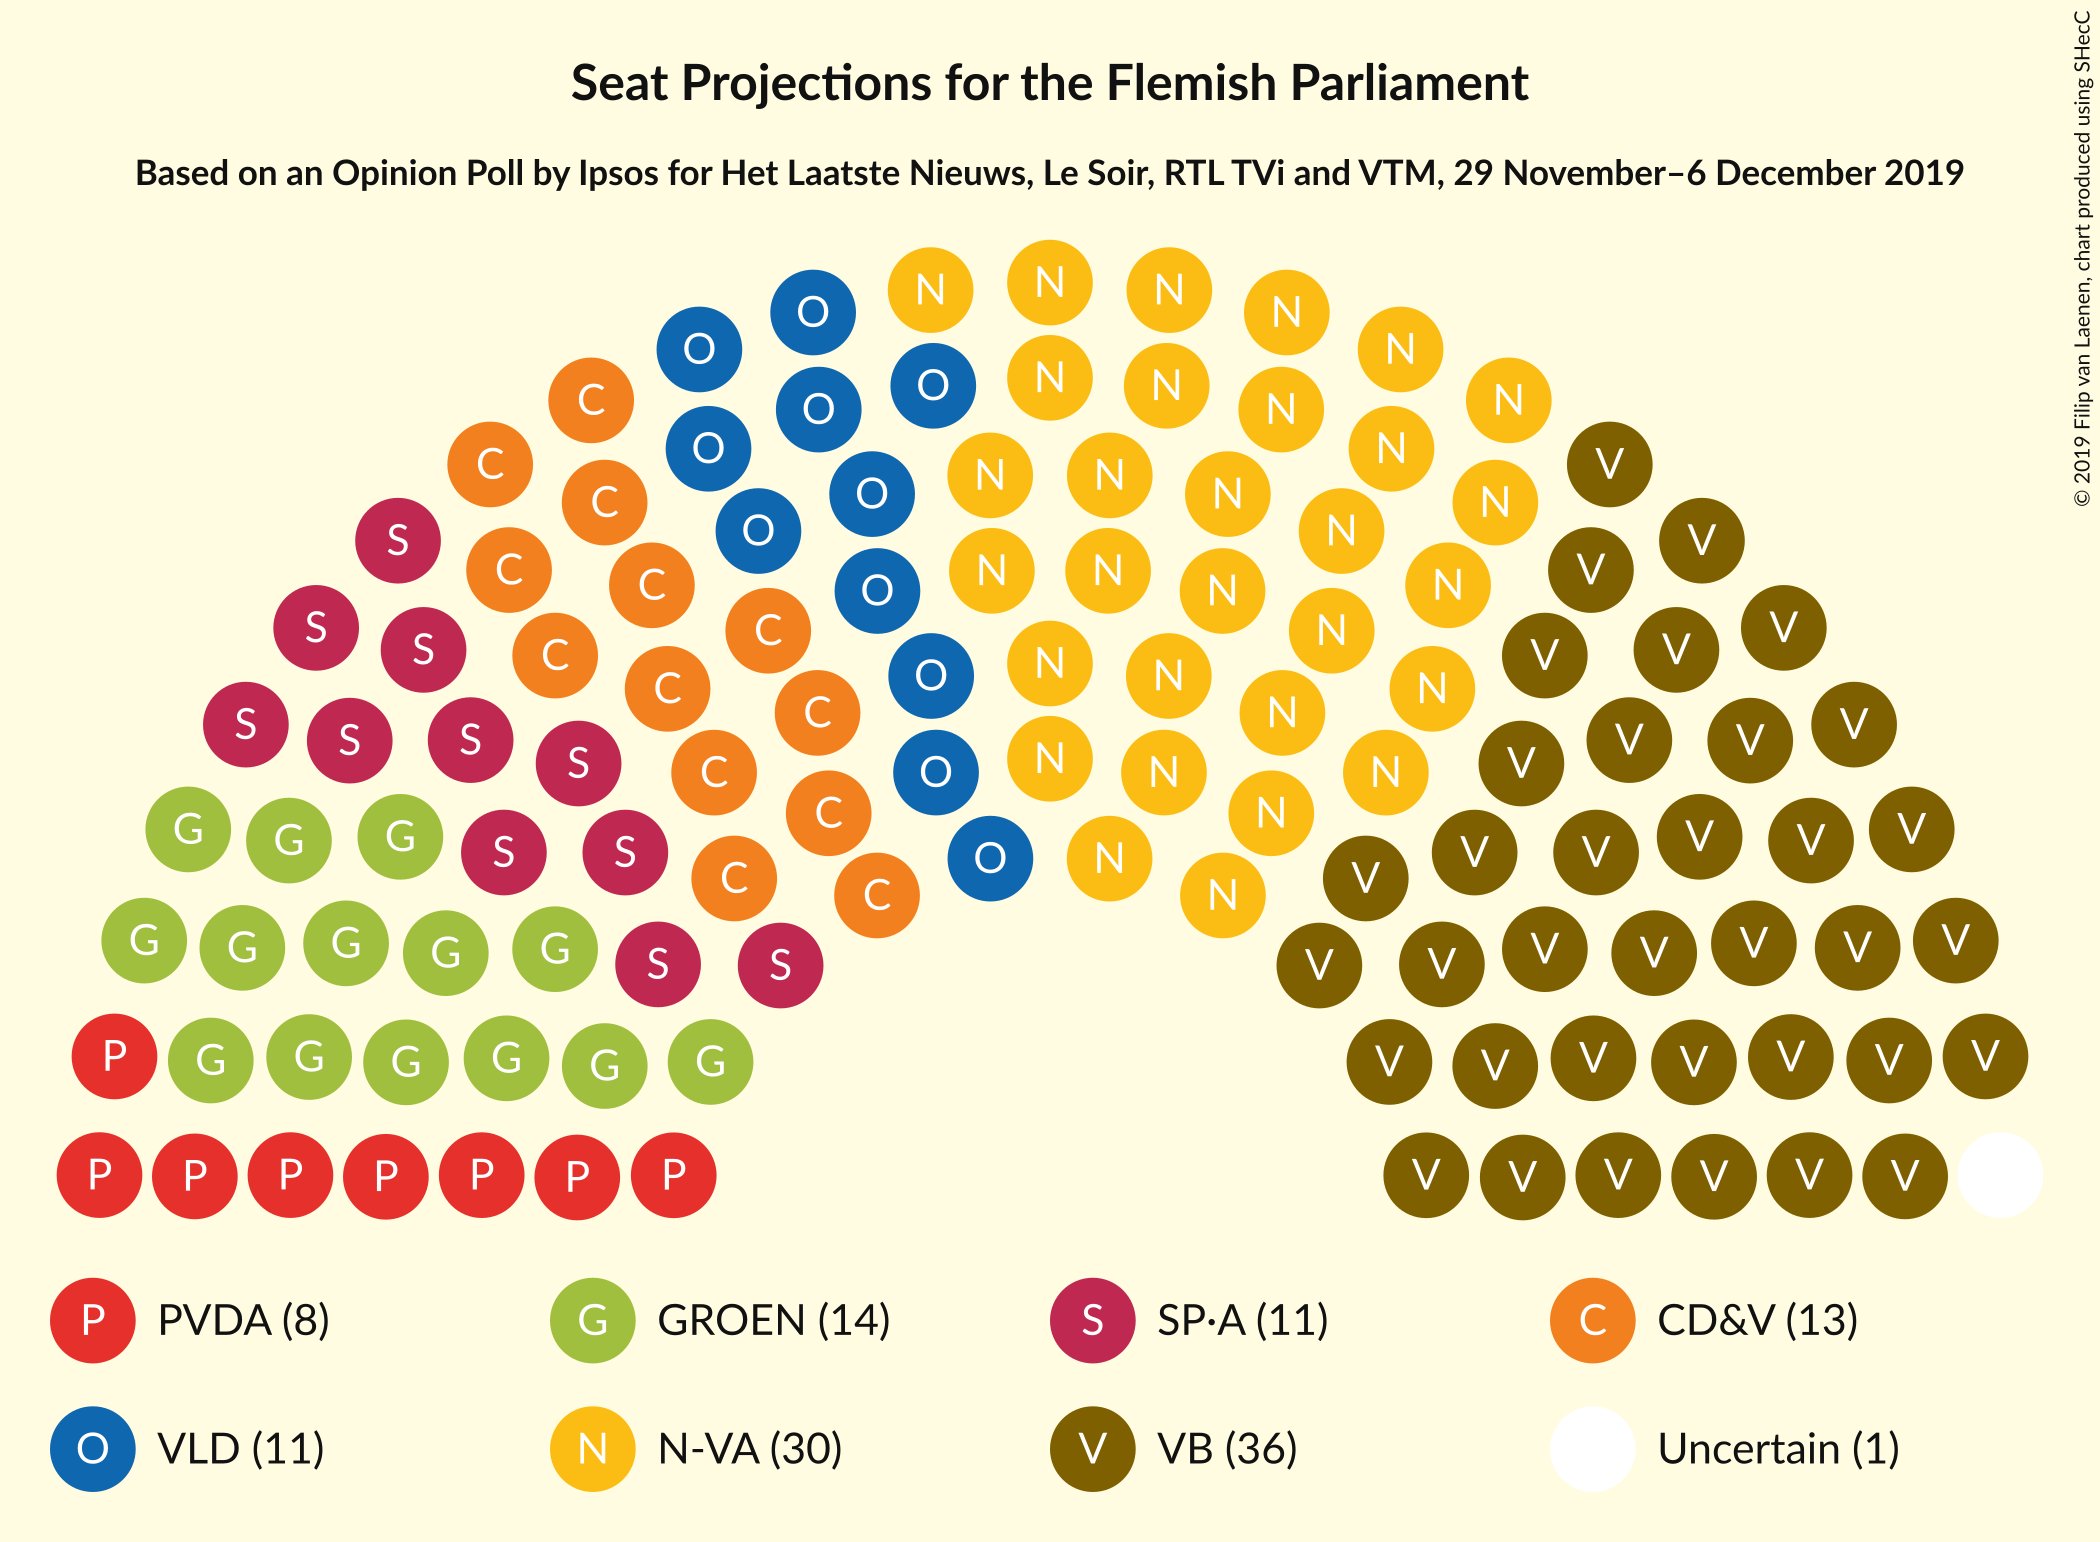 Seat Projections for the Flemish Parliament
Based on an Opinion Poll by Ipsos for Het Laatste Nieuws, Le Soir, RTL TVi and VTM, 29 November–6 December 2019
© 2019 Filip van Laenen, chart produced using SHecC
N N N
O N
O N
O N
O N N
C N
O N
C V
O O
C N N
N N
C N
O N
S V
C V
C N
O N N
S V
C N
S N V
C V
O N
C N
S C N V
S V
S S V V
O N N
S S V V
C N
G V
C N
G G V V
S S V V
O N
C V
C N
G V
G G V V
G G V V
S S V V
P V
G G V V
G G V V
G G V V
P P P P P P P V V V V V V
P PVDA (8) G GROEN (14) S SP·A (11) C CD&V (13)
O VLD (11) N N-VA (30) V VB (36) Uncertain (1)